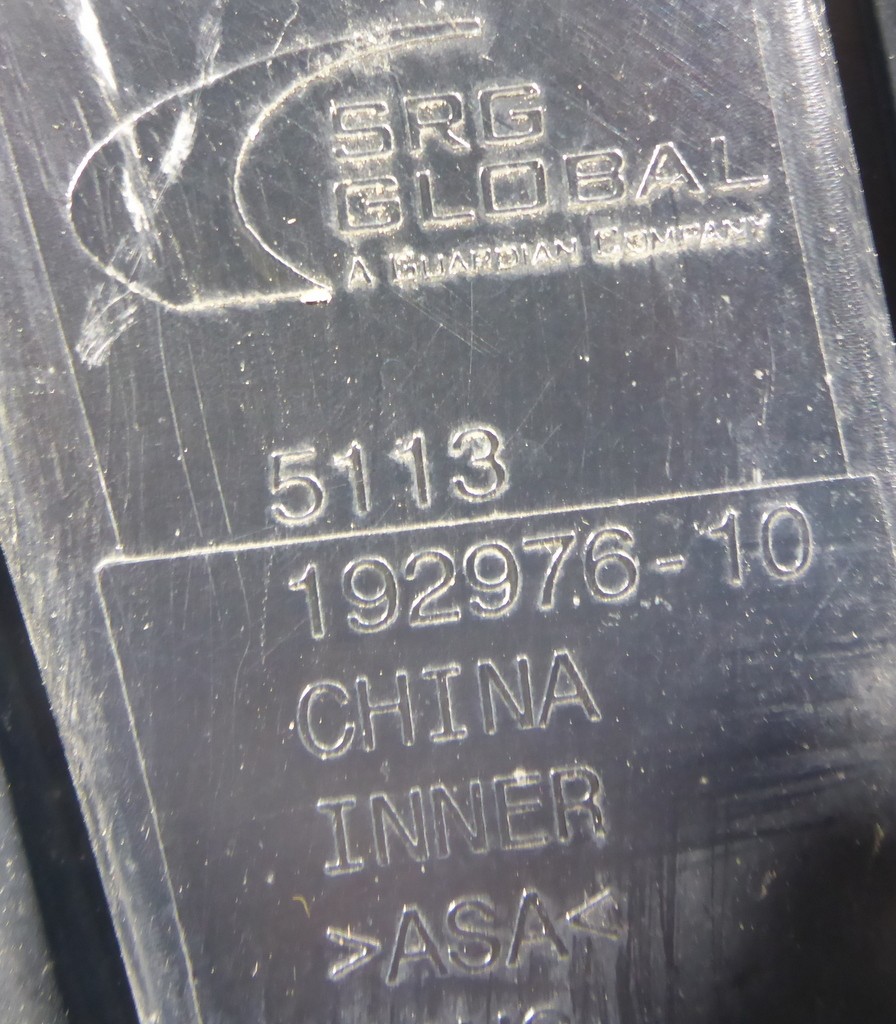 SRG
GLOBAL
A GUARDIAN COMPANY
5113
192976-10
CHINA
INNER
>ASA<